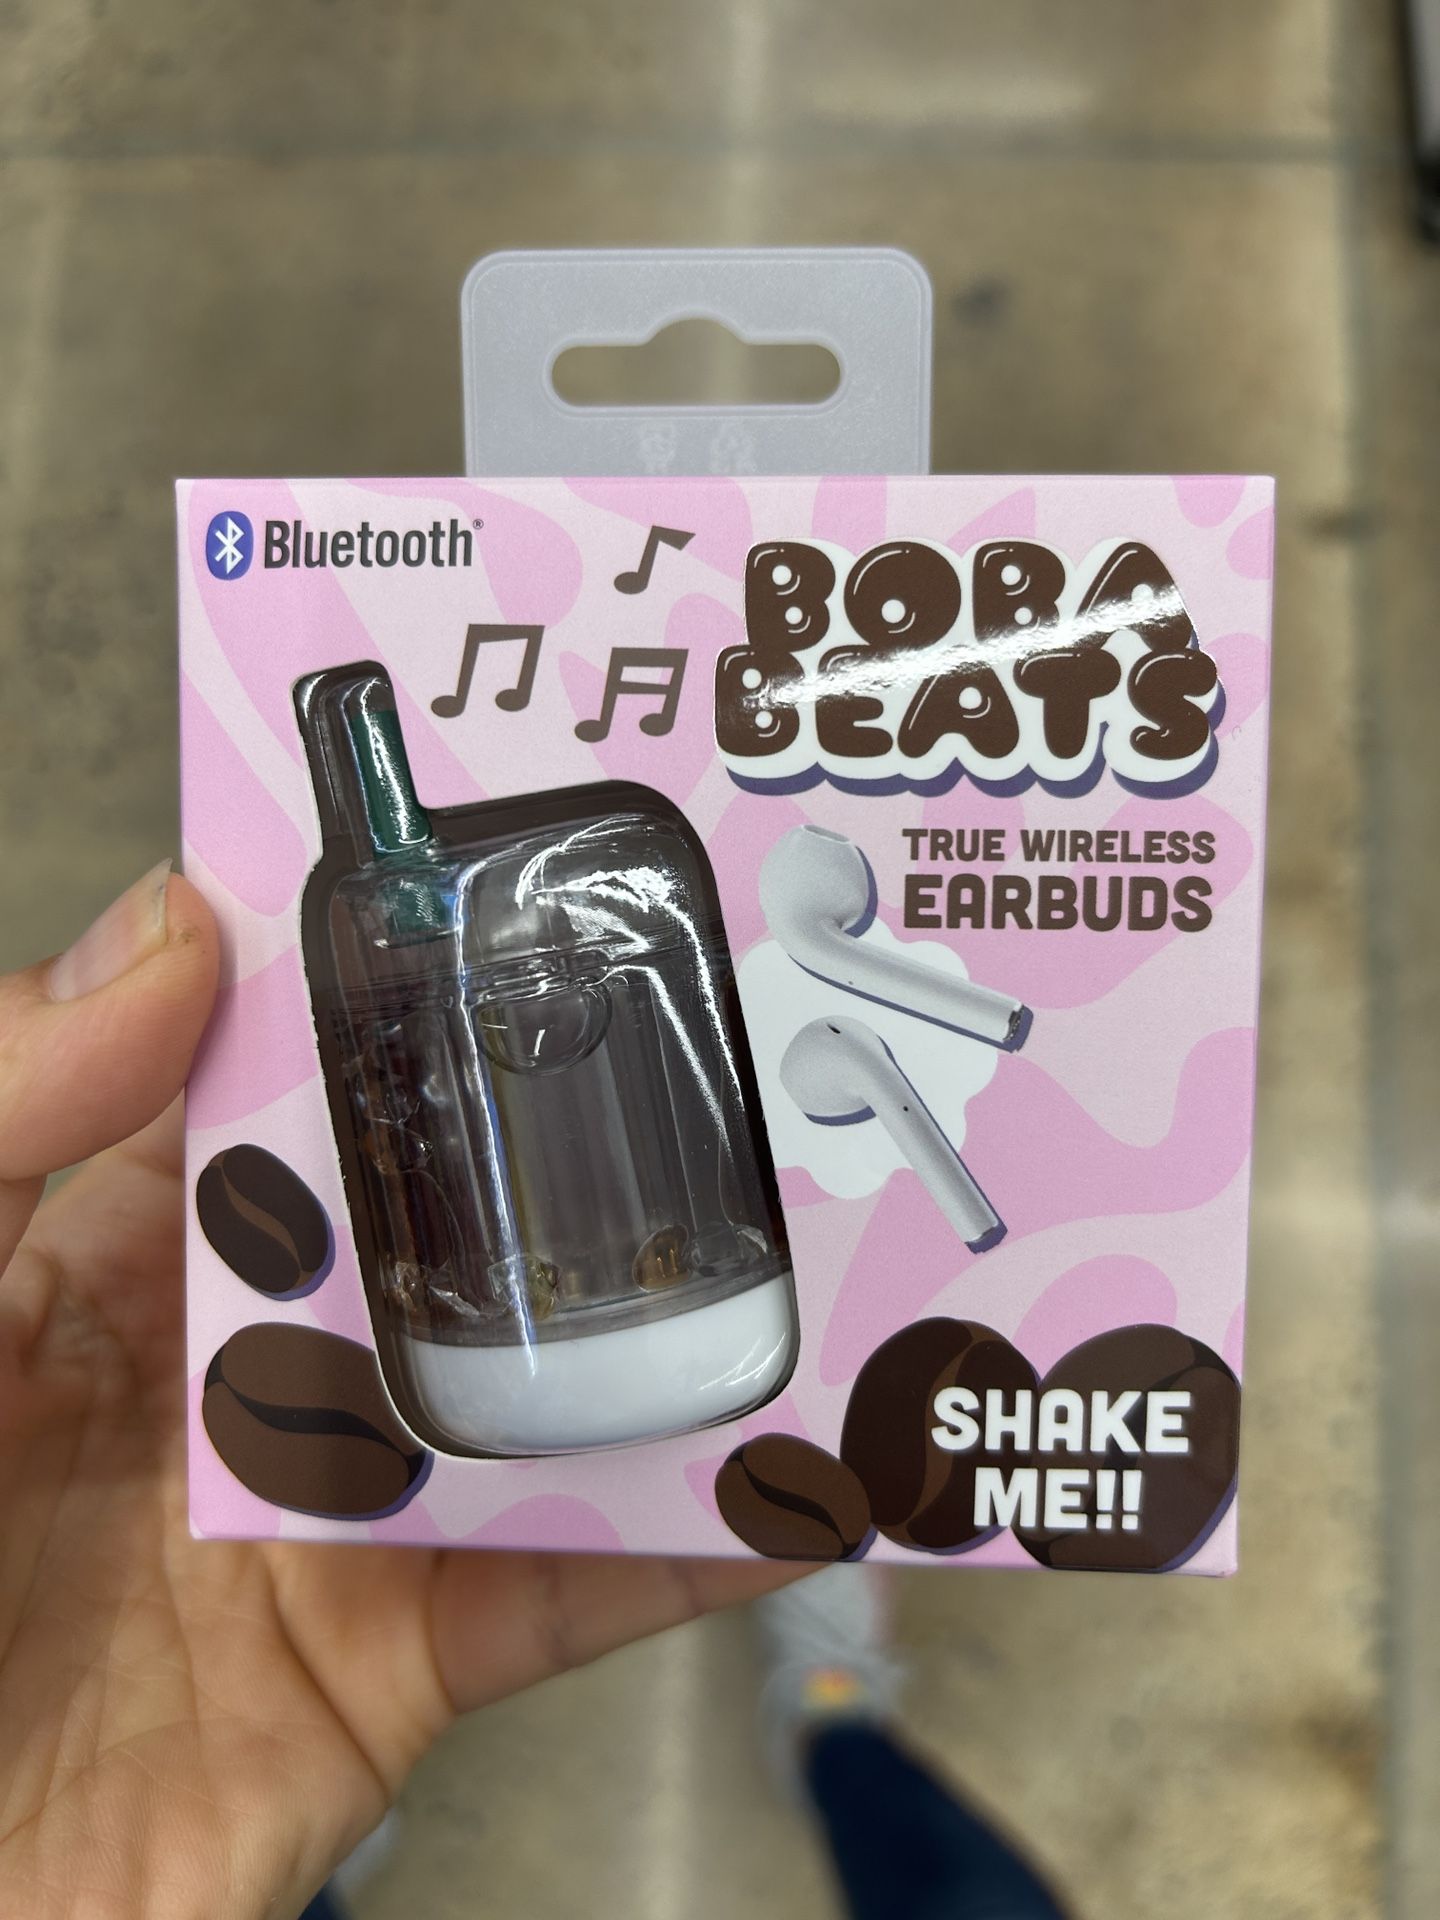 Bluetooth®
BOBA
BEATS
TRUE WIRELESS
EARBUDS
SHAKE
ME!!